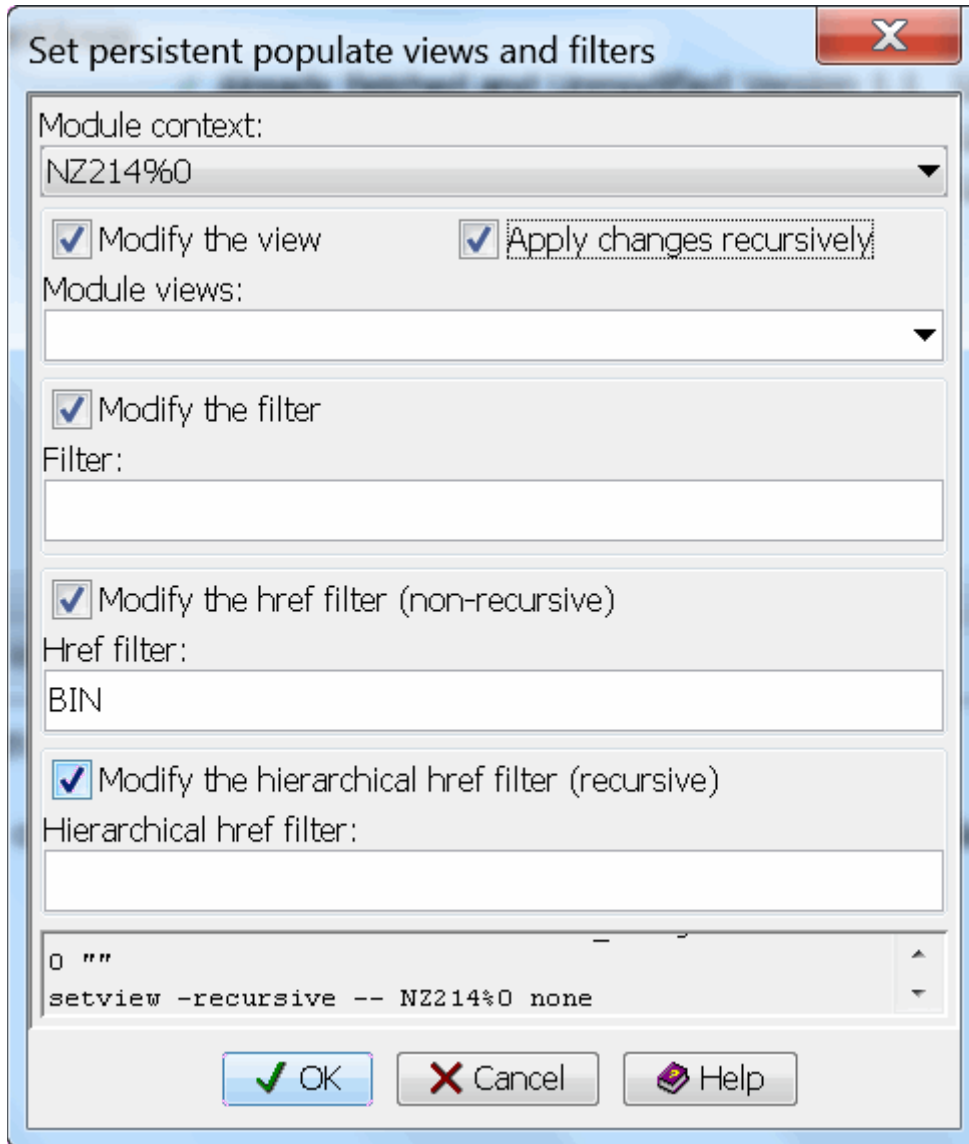 Set persistent populate views and filters
Module context:
NZ214%0
Modify the view
Apply changes recursively
Module views:
Modify the filter
Filter:
Modify the href filter (non-recursive)
Href filter:
BIN
Modify the hierarchical href filter (recursive)
Hierarchical href filter:
0 ""
setview -recursive -- NZ214%0 none
OK
Cancel
Help